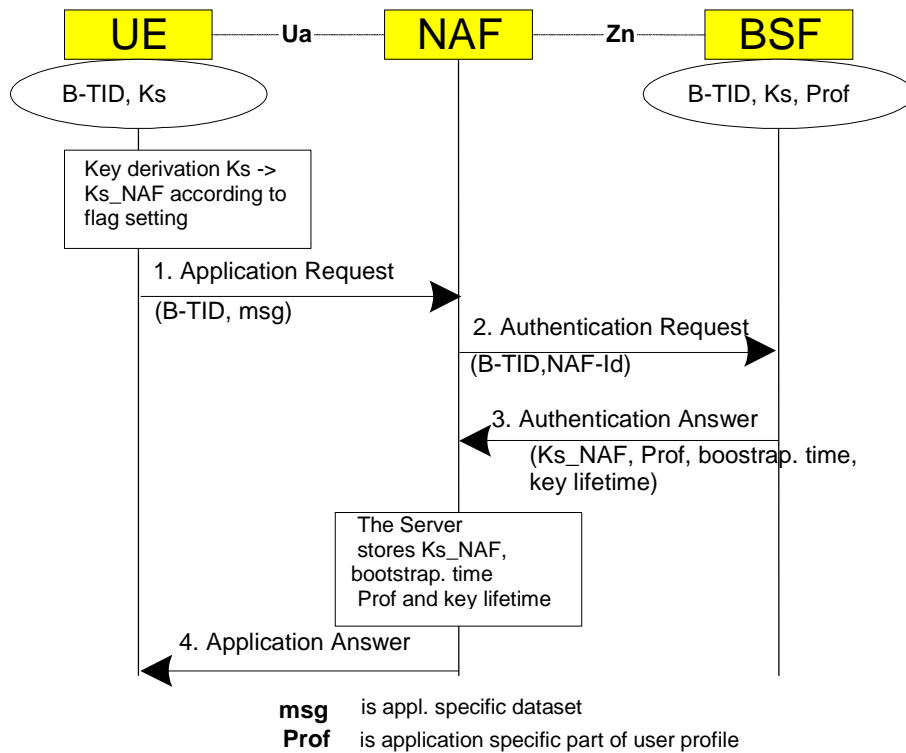 UE
Ua
NAF
Zn
BSF
B-TID, Ks
B-TID, Ks, Prof
Key derivation Ks ->
Ks_NAF according to
flag setting
1. Application Request
(B-TID, msg)
2. Authentication Request
(B-TID,NAF-Id)
3. Authentication Answer
(Ks_NAF, Prof, boostrap. time,
key lifetime)
The Server
stores Ks_NAF,
bootstrap. time
Prof and key lifetime
4. Application Answer
msg is appl. specific dataset
Prof is application specific part of user profile